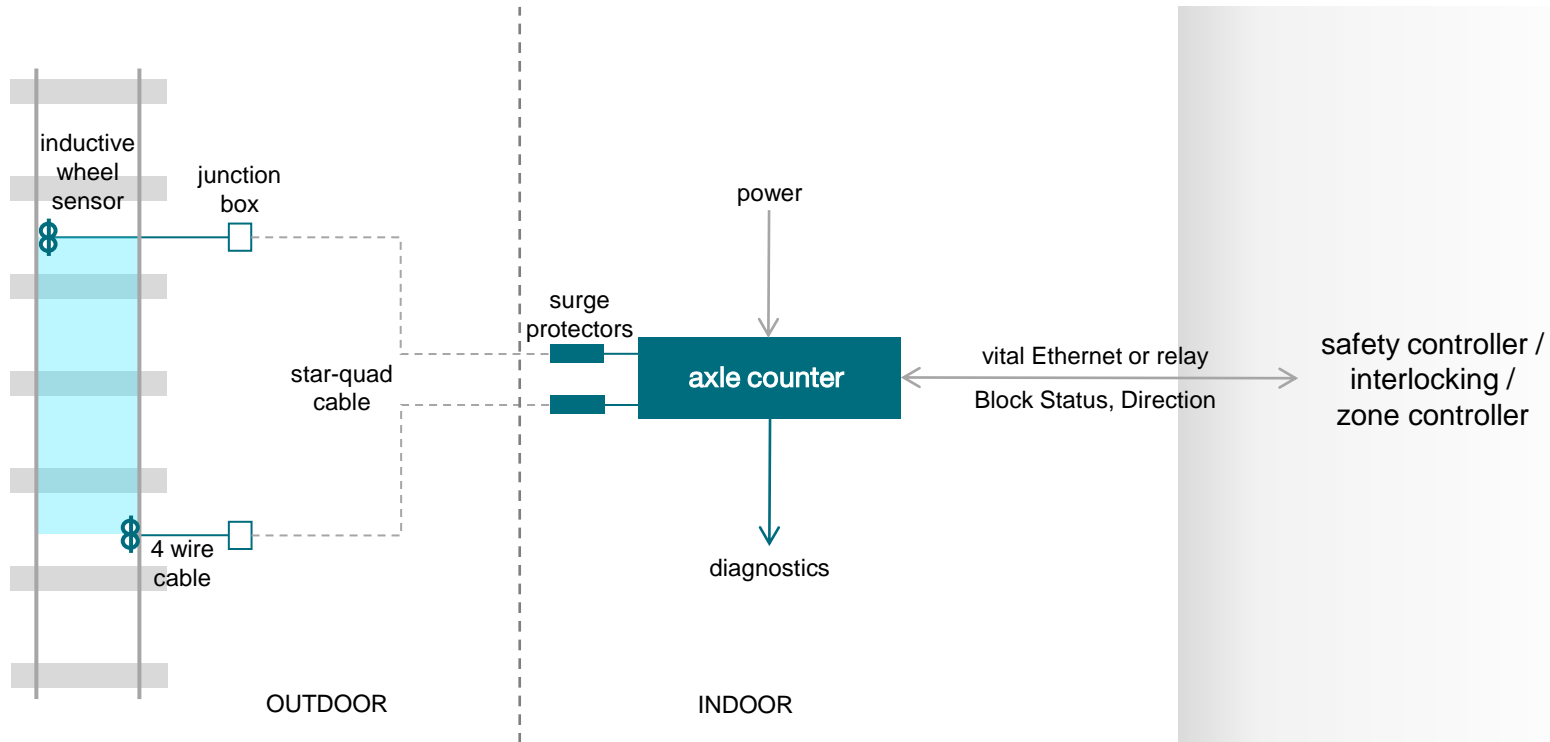 inductive
wheel
sensor
junction
box
4 wire
cable
star-quad
cable
OUTDOOR
surge
protectors
power
axle counter
diagnostics
INDOOR
vital Ethernet or relay
Block Status, Direction
safety controller /
interlocking /
zone controller